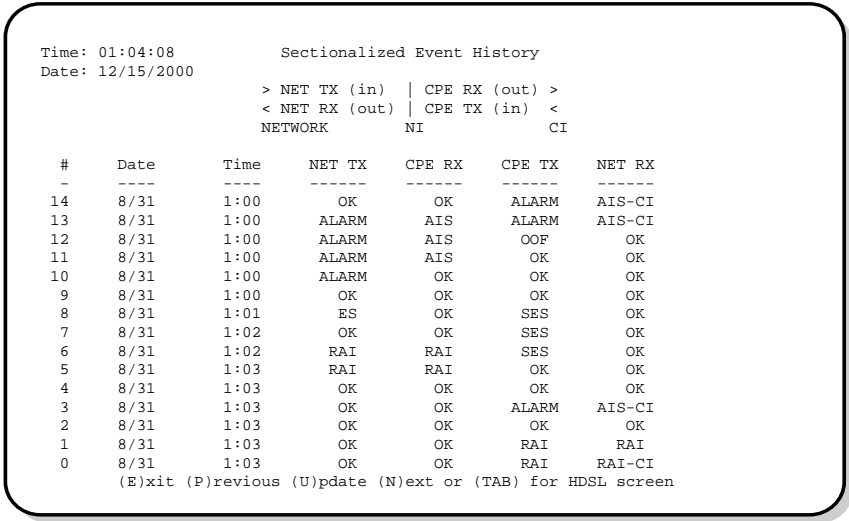 Time: 01:04:08 Sectionalized Event History
Date: 12/15/2000
> NET TX (in) | CPE RX (out) >
< NET RX (out) | CPE TX (in) <
NETWORK NI CI
# Date Time NET TX CPE RX CPE TX NET RX
- ---- ---- ------ ------ ------ ------
14 8/31 1:00 OK OK ALARM AIS-CI
13 8/31 1:00 ALARM AIS ALARM AIS-CI
12 8/31 1:00 ALARM AIS OOF OK
11 8/31 1:00 ALARM AIS OK OK
10 8/31 1:00 ALARM OK OK OK
9 8/31 1:00 OK OK OK OK
8 8/31 1:01 ES OK SES OK
7 8/31 1:02 OK OK SES OK
6 8/31 1:02 RAI RAI SES OK
5 8/31 1:03 RAI RAI OK OK
4 8/31 1:03 OK OK OK OK
3 8/31 1:03 OK OK ALARM AIS-CI
2 8/31 1:03 OK OK OK OK
1 8/31 1:03 OK OK RAI RAI
0 8/31 1:03 OK OK RAI RAI-CI
(E)xit (P)revious (U)pdate (N)ext or (TAB) for HDSL screen